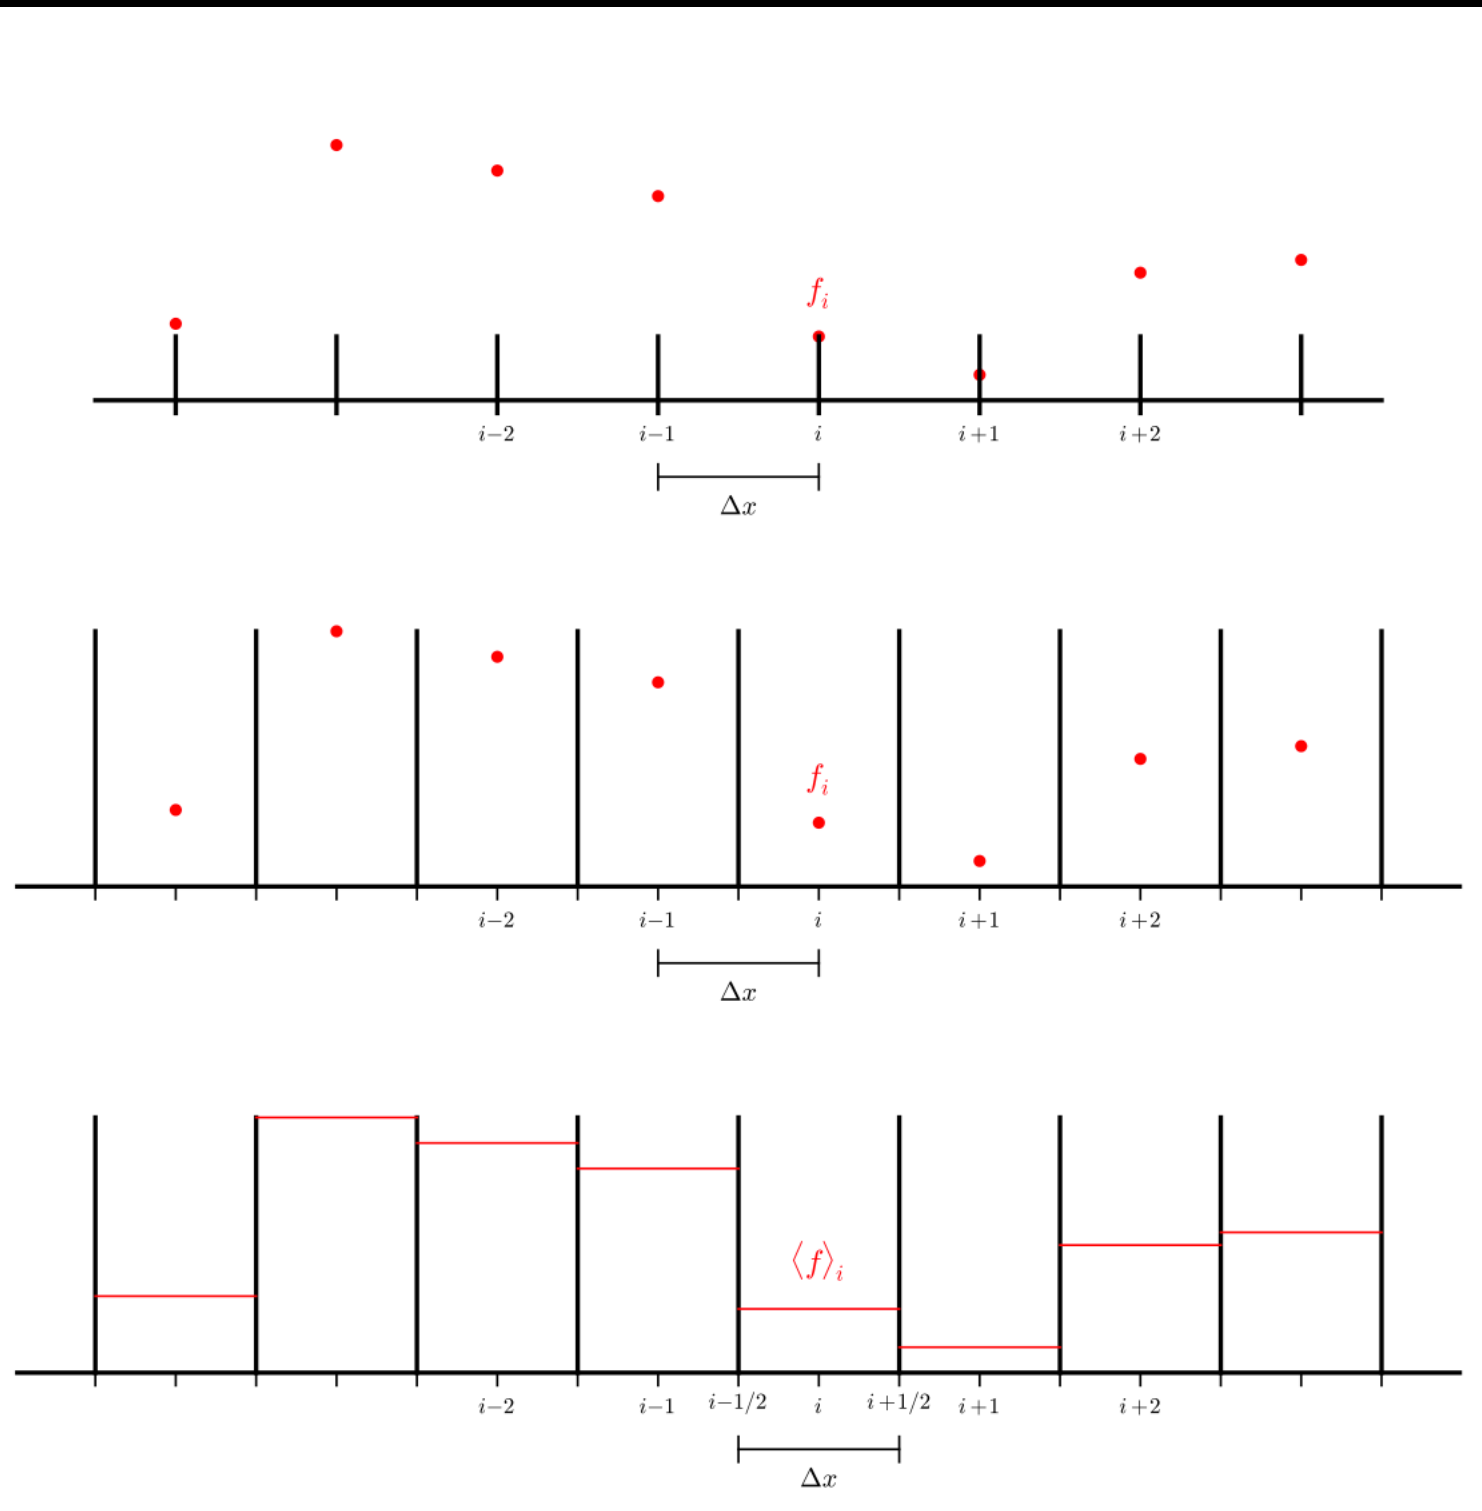 f_i
i−2 i−1 i i+1 i+2
Δx
f_i
i−2 i−1 i i+1 i+2
Δx
⟨f⟩_i
i−2 i−1 i−1/2 i i+1/2 i+1 i+2
Δx